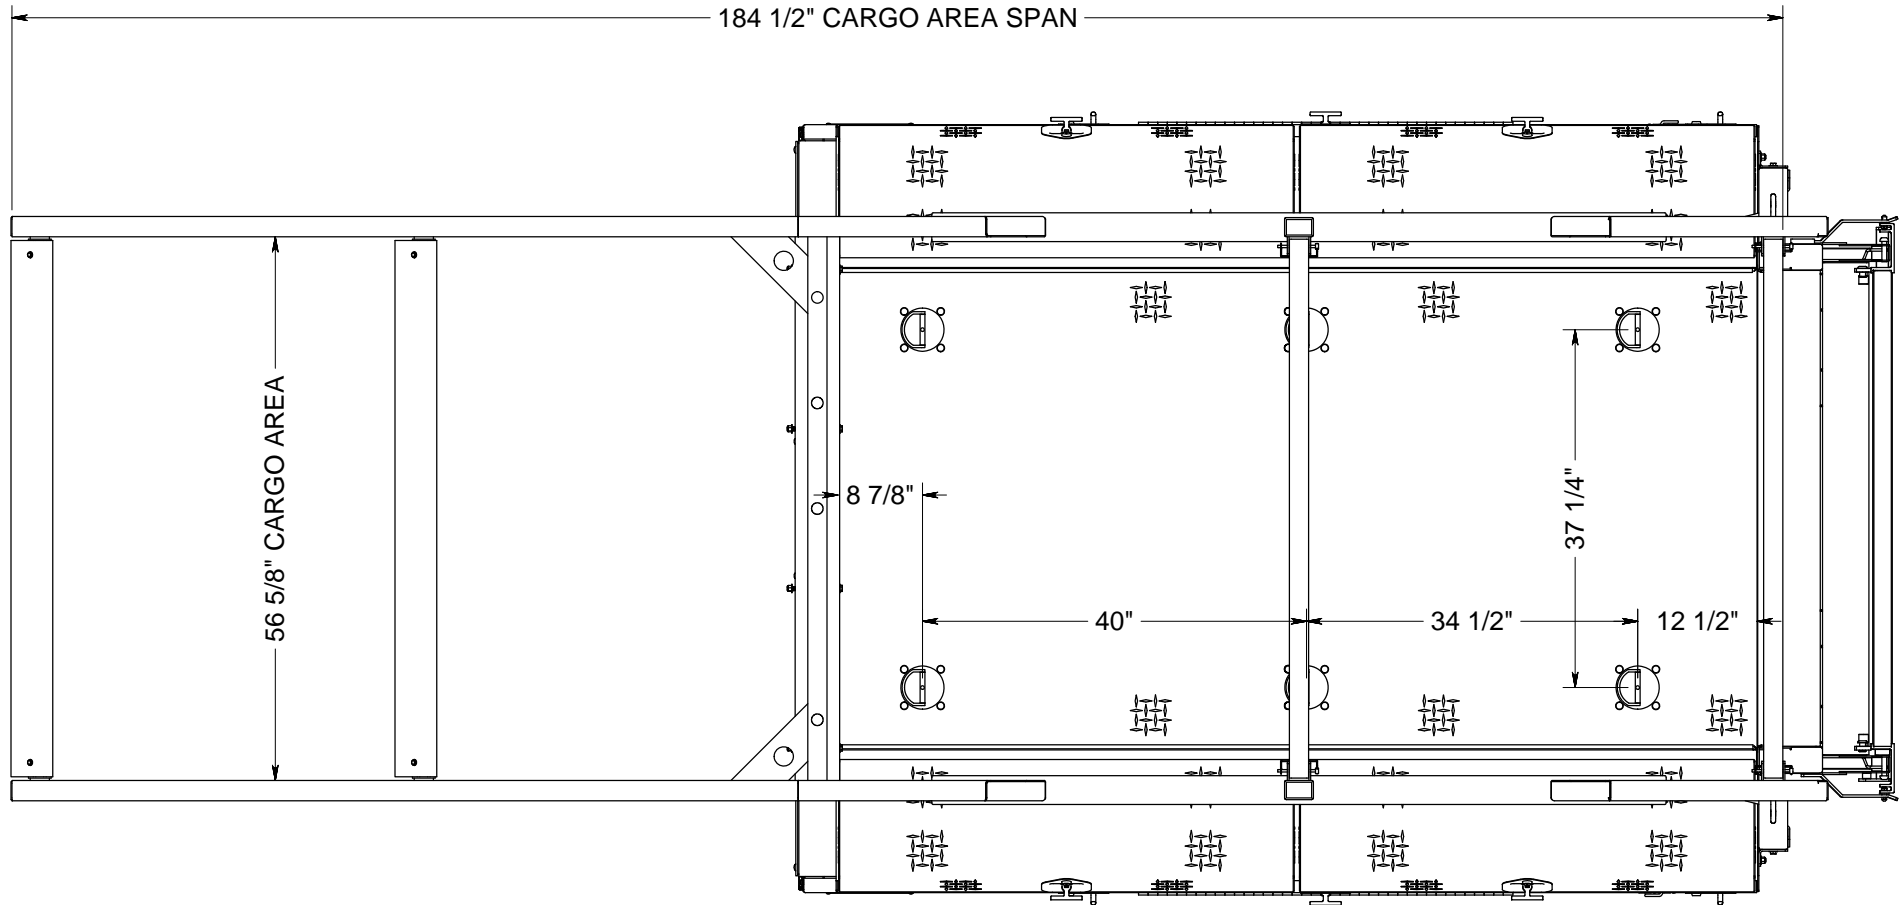 184 1/2" CARGO AREA SPAN
56 5/8" CARGO AREA
8 7/8"
37 1/4"
40"
34 1/2"
12 1/2"